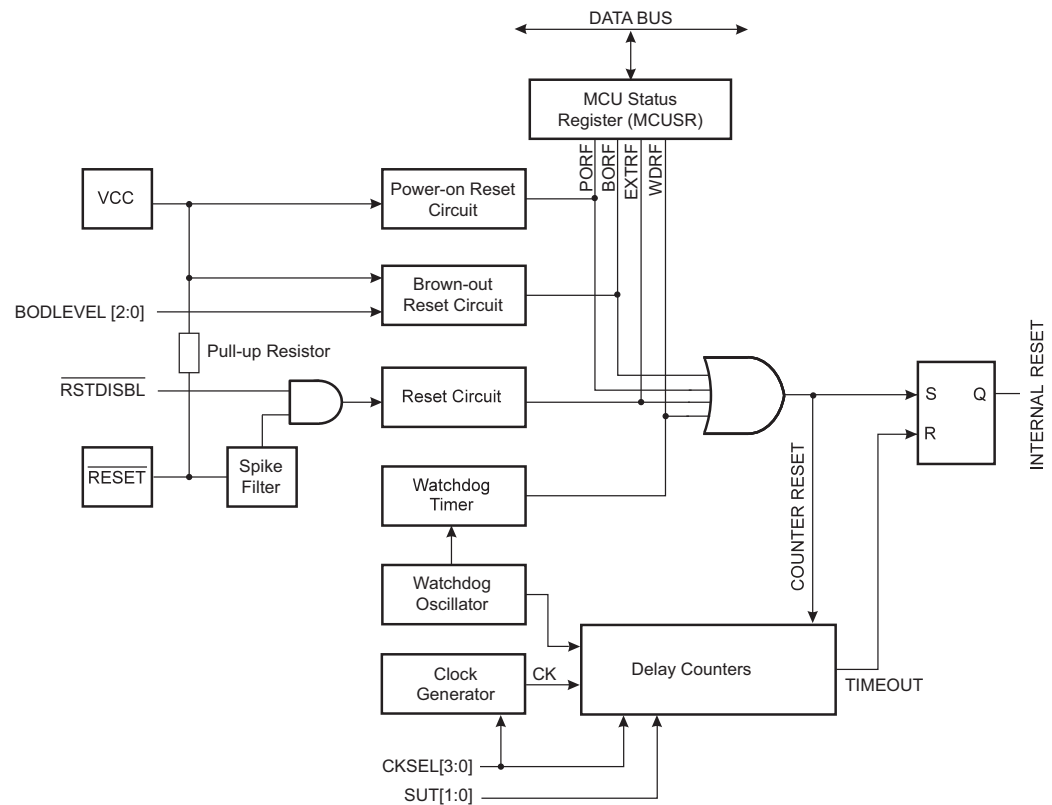 DATA BUS
MCU Status
Register (MCUSR)
PORF
BORF
EXTRF
WDRF
VCC
Power-on Reset
Circuit
Brown-out
Reset Circuit
BODLEVEL [2:0]
Pull-up Resistor
RSTDISBL
Reset Circuit
S
Q
R
INTERNAL RESET
RESET
Spike
Filter
Watchdog
Timer
COUNTER RESET
Watchdog
Oscillator
Clock
Generator
CK
Delay Counters
TIMEOUT
CKSEL[3:0]
SUT[1:0]